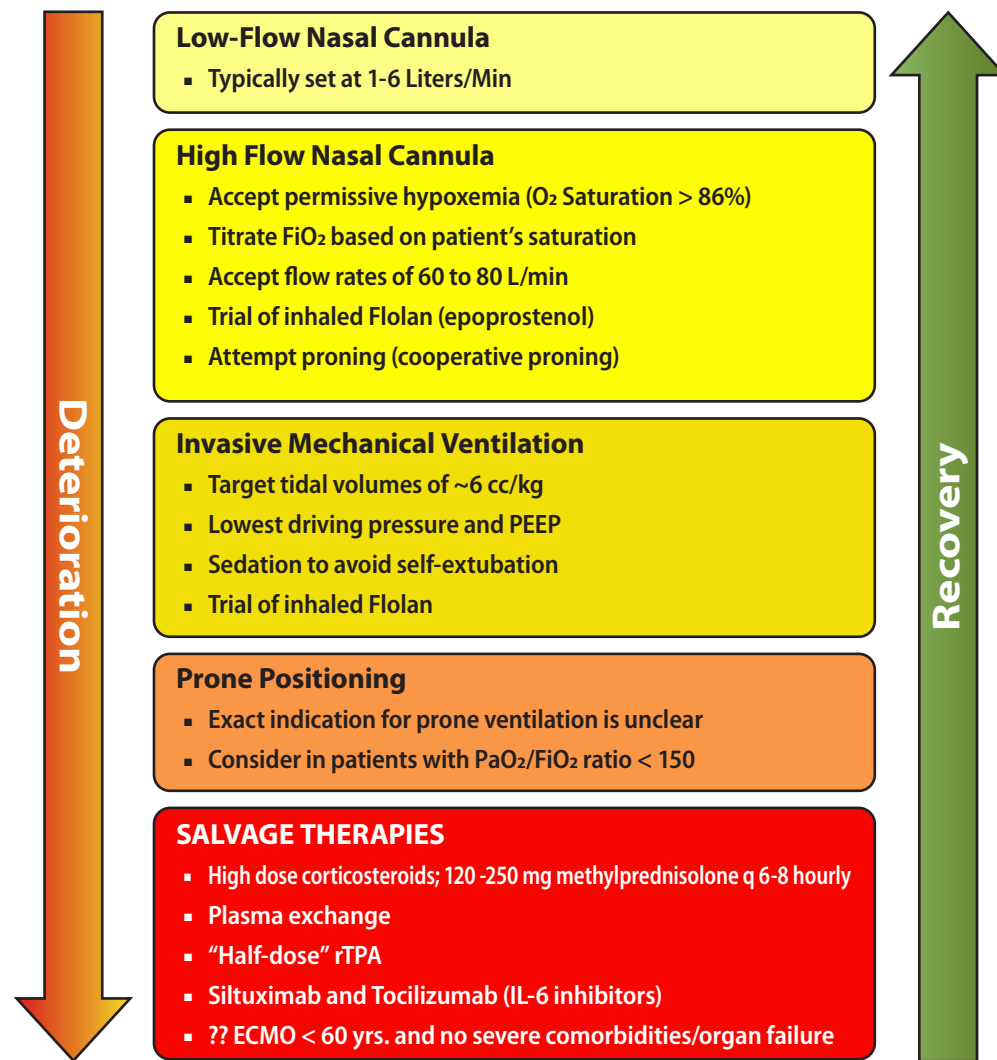 Deterioration
Low-Flow Nasal Cannula
▪ Typically set at 1-6 Liters/Min
High Flow Nasal Cannula
▪ Accept permissive hypoxemia (O₂ Saturation > 86%)
▪ Titrate FiO₂ based on patient’s saturation
▪ Accept flow rates of 60 to 80 L/min
▪ Trial of inhaled Flolan (epoprostenol)
▪ Attempt proning (cooperative proning)
Invasive Mechanical Ventilation
▪ Target tidal volumes of ~6 cc/kg
▪ Lowest driving pressure and PEEP
▪ Sedation to avoid self-extubation
▪ Trial of inhaled Flolan
Prone Positioning
▪ Exact indication for prone ventilation is unclear
▪ Consider in patients with PaO₂/FiO₂ ratio < 150
SALVAGE THERAPIES
▪ High dose corticosteroids; 120 -250 mg methylprednisolone q 6-8 hourly
▪ Plasma exchange
▪ “Half-dose” rTPA
▪ Siltuximab and Tocilizumab (IL-6 inhibitors)
▪ ?? ECMO < 60 yrs. and no severe comorbidities/organ failure
Recovery